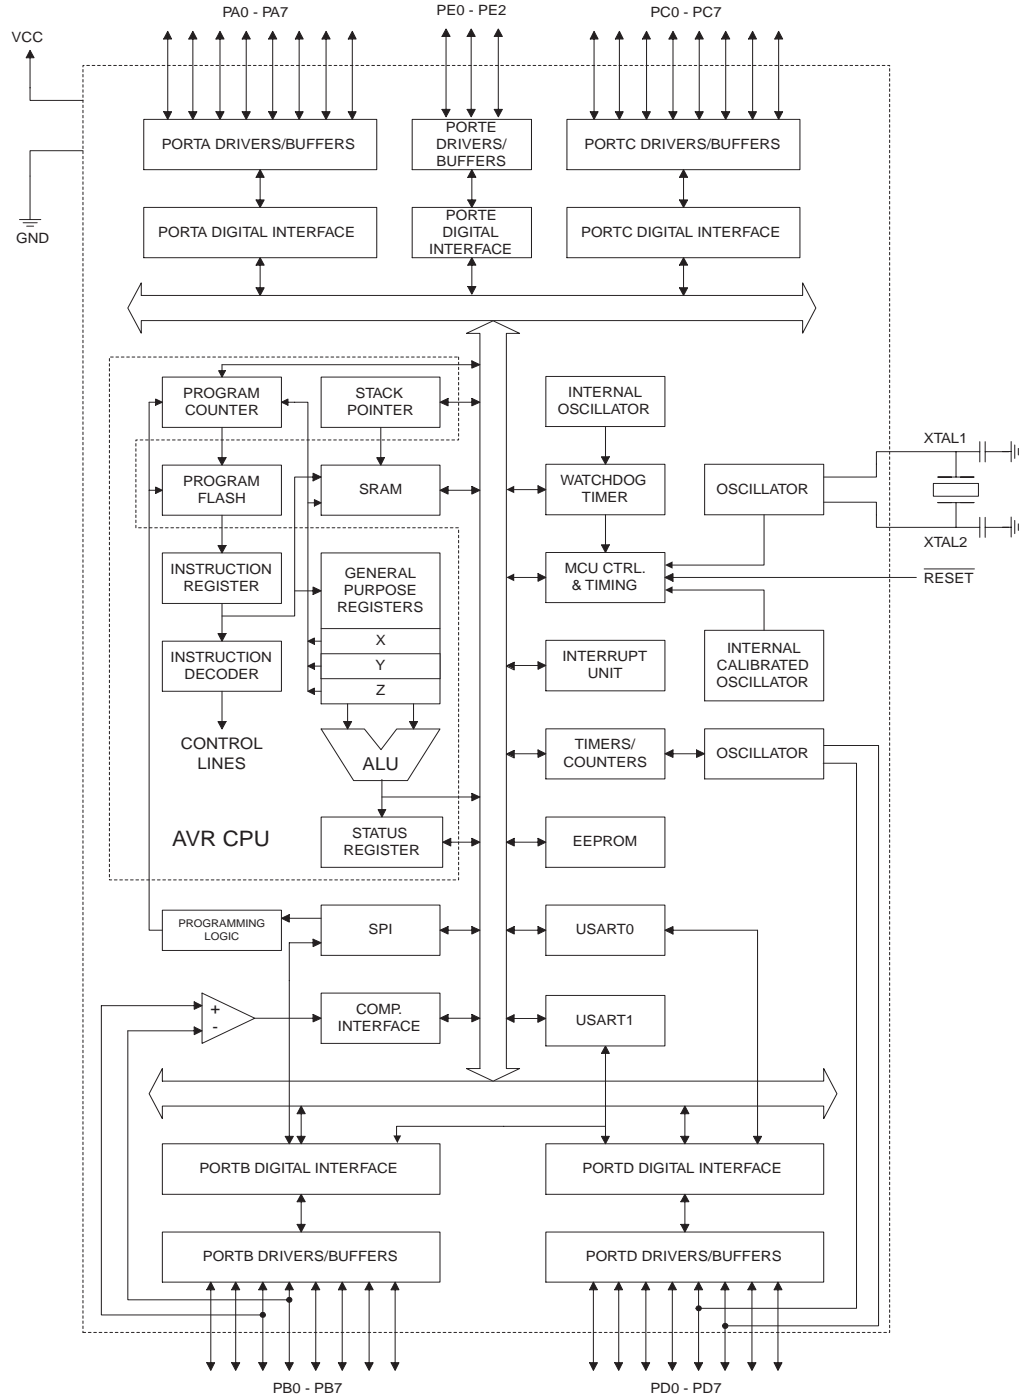 PA0 - PA7
PE0 - PE2
PC0 - PC7
VCC
PORTA DRIVERS/BUFFERS
PORTE
DRIVERS/
BUFFERS
PORTC DRIVERS/BUFFERS
GND
PORTA DIGITAL INTERFACE
PORTE
DIGITAL
INTERFACE
PORTC DIGITAL INTERFACE
PROGRAM
COUNTER
STACK
POINTER
INTERNAL
OSCILLATOR
XTAL1
PROGRAM
FLASH
SRAM
WATCHDOG
TIMER
OSCILLATOR
XTAL2
INSTRUCTION
REGISTER
GENERAL
PURPOSE
REGISTERS
MCU CTRL.
& TIMING
RESET
X
Y
Z
INSTRUCTION
DECODER
INTERRUPT
UNIT
INTERNAL
CALIBRATED
OSCILLATOR
CONTROL
LINES
ALU
TIMERS/
COUNTERS
OSCILLATOR
AVR CPU
STATUS
REGISTER
EEPROM
PROGRAMMING
LOGIC
SPI
USART0
+
-
COMP.
INTERFACE
USART1
PORTB DIGITAL INTERFACE
PORTD DIGITAL INTERFACE
PORTB DRIVERS/BUFFERS
PORTD DRIVERS/BUFFERS
PB0 - PB7
PD0 - PD7